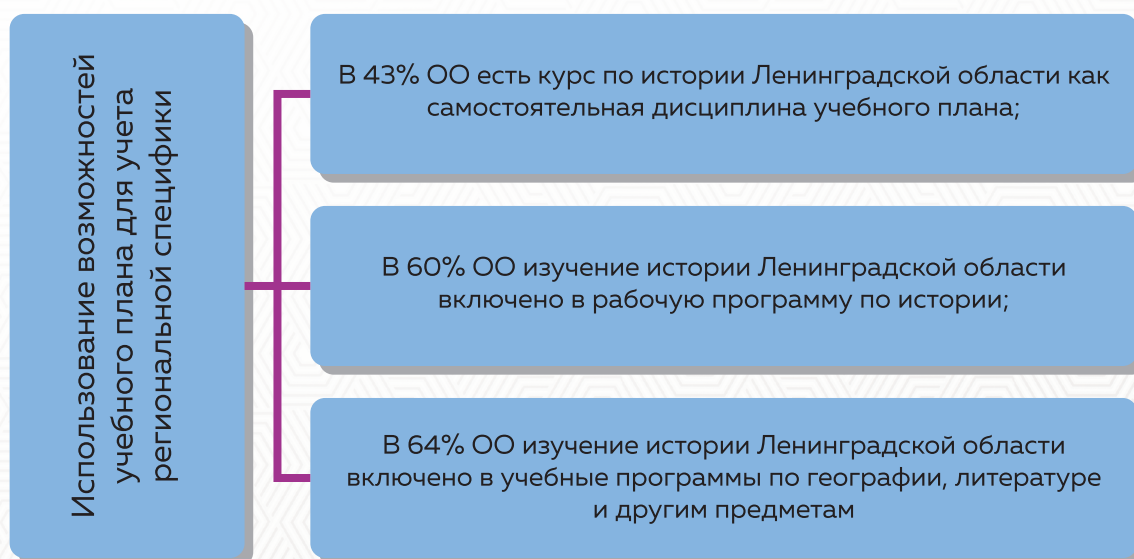 Использование возможностей
учебного плана для учета
региональной специфики
В 43% ОО есть курс по истории Ленинградской области как
самостоятельная дисциплина учебного плана;
В 60% ОО изучение истории Ленинградской области
включено в рабочую программу по истории;
В 64% ОО изучение истории Ленинградской области
включено в учебные программы по географии, литературе
и другим предметам